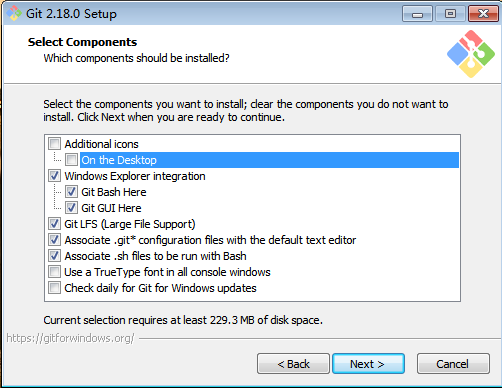 Git 2.18.0 Setup
Select Components
Which components should be installed?
Select the components you want to install; clear the components you do not want to
install. Click Next when you are ready to continue.
Additional icons
On the Desktop
Windows Explorer integration
Git Bash Here
Git GUI Here
Git LFS (Large File Support)
Associate .git* configuration files with the default text editor
Associate .sh files to be run with Bash
Use a TrueType font in all console windows
Check daily for Git for Windows updates
Current selection requires at least 229.3 MB of disk space.
https://gitforwindows.org/
< Back
Next >
Cancel